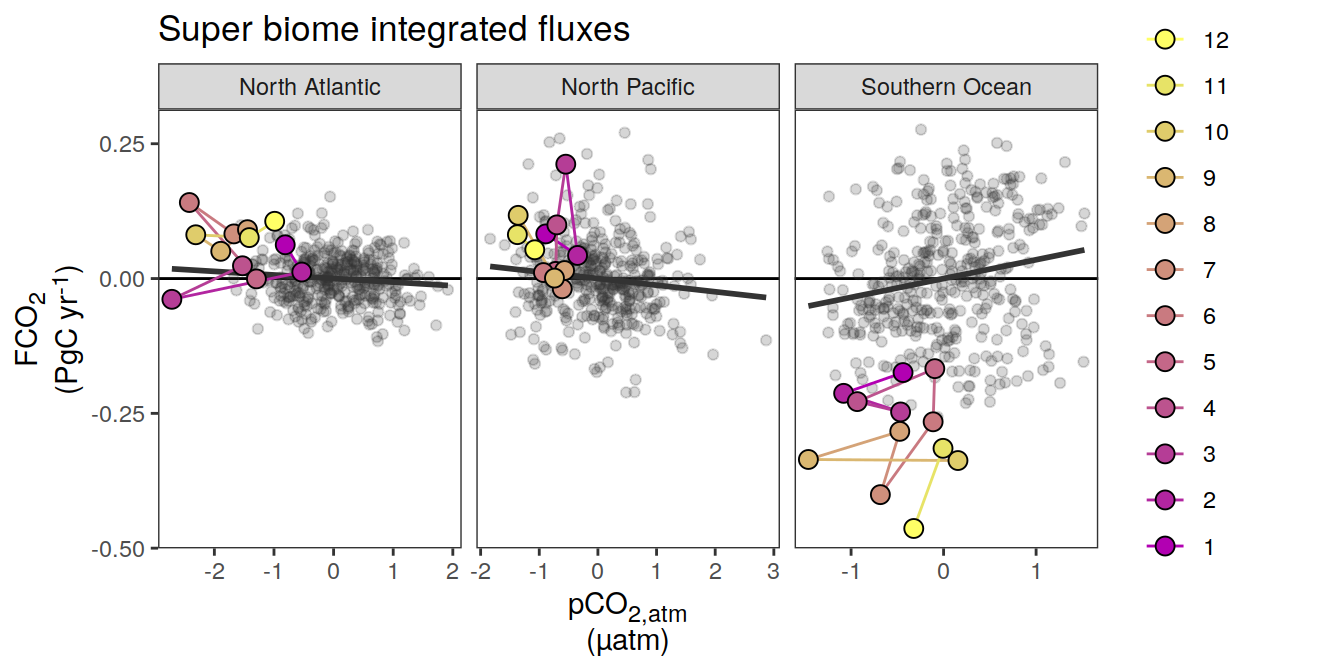 Super biome integrated fluxes
North Atlantic
North Pacific
Southern Ocean
0.25
0.00
-0.25
-0.50
FCO₂
(PgC yr⁻¹)
-2 -1 0 1 2
-2 -1 0 1 2 3
-1 0 1
pCO₂,ₐₜₘ
(µatm)
12
11
10
9
8
7
6
5
4
3
2
1